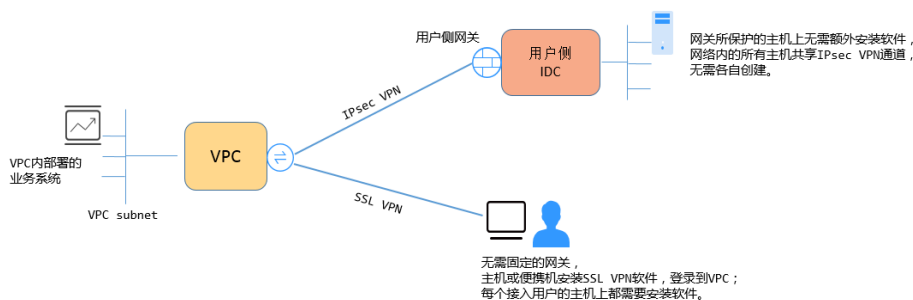 用户侧网关
用户侧
IDC
网关所保护的主机上无需额外安装软件，
网络内的所有主机共享IPsec VPN通道，
无需各自创建。
IPsec VPN
VPC
VPC内部署的
业务系统
VPC subnet
SSL VPN
无需固定的网关，
主机或便携机安装SSL VPN软件，登录到VPC；
每个接入用户的主机上都需要安装软件。